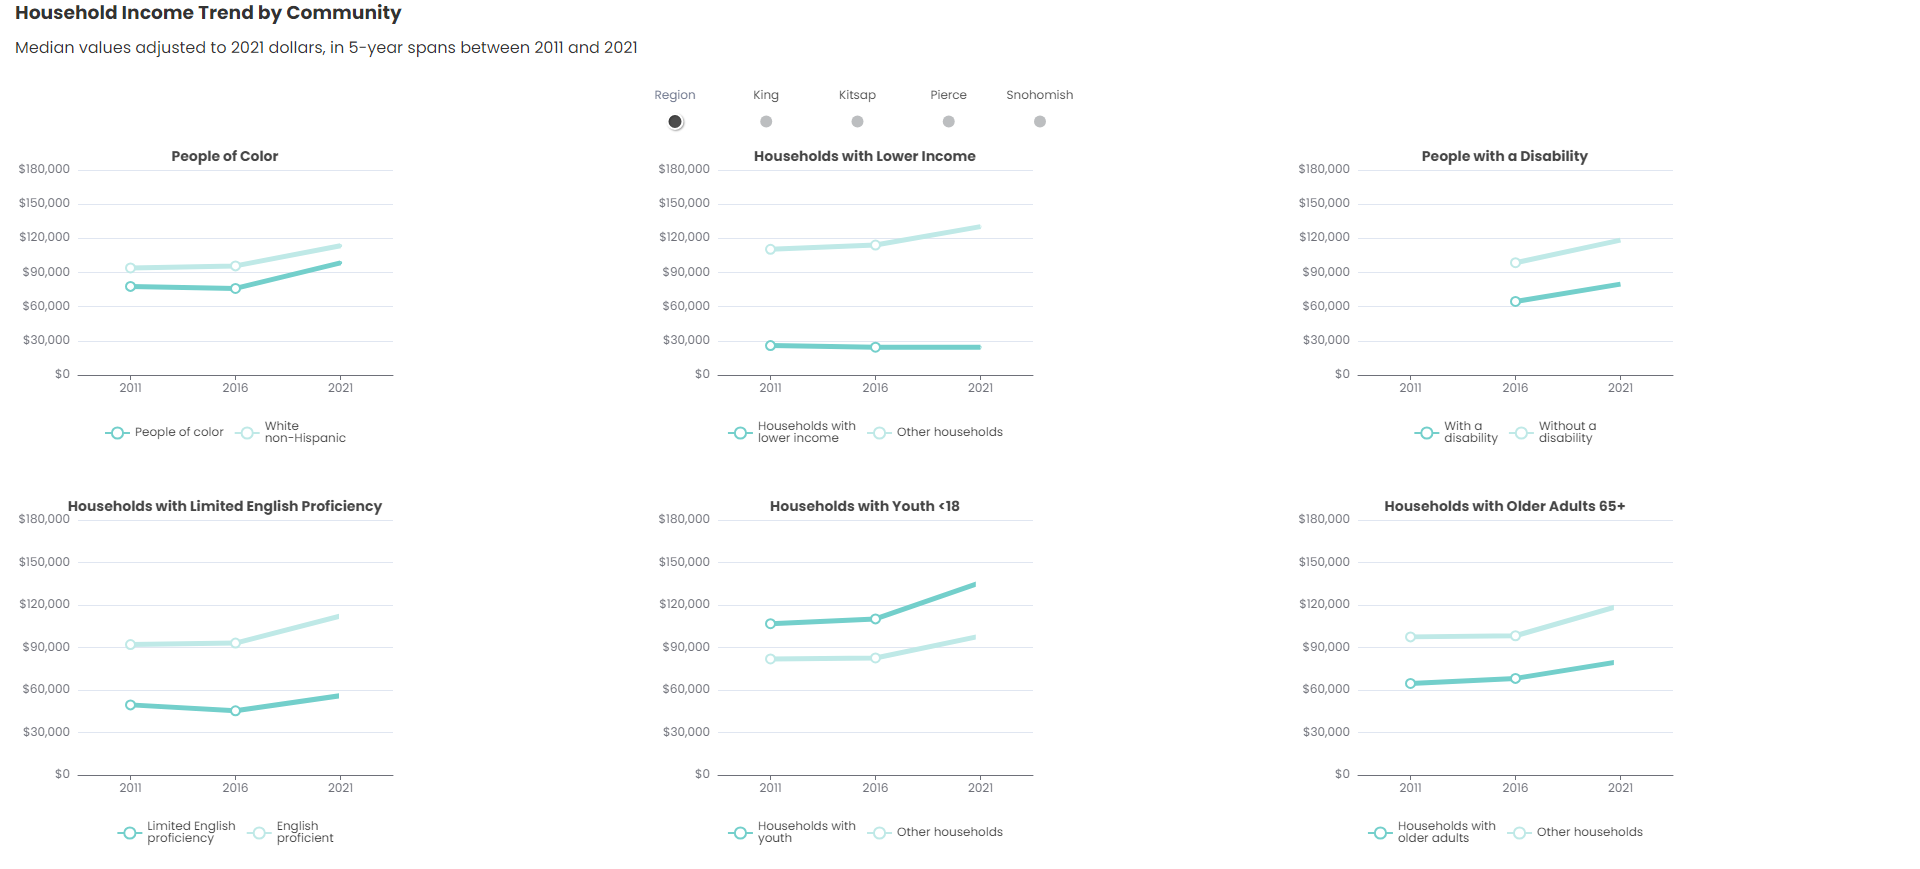 Household Income Trend by Community
Median values adjusted to 2021 dollars, in 5-year spans between 2011 and 2021
Region King Kitsap Pierce Snohomish
People of Color
$180,000
$150,000
$120,000
$90,000
$60,000
$30,000
$0
2011 2016 2021
People of color
White
non-Hispanic
Households with Lower Income
$180,000
$150,000
$120,000
$90,000
$60,000
$30,000
$0
2011 2016 2021
Households with
lower income
Other households
People with a Disability
$180,000
$150,000
$120,000
$90,000
$60,000
$30,000
$0
2011 2016 2021
With a
disability
Without a
disability
Households with Limited English Proficiency
$180,000
$150,000
$120,000
$90,000
$60,000
$30,000
$0
2011 2016 2021
Limited English
proficiency
English
proficient
Households with Youth <18
$180,000
$150,000
$120,000
$90,000
$60,000
$30,000
$0
2011 2016 2021
Households with
youth
Other households
Households with Older Adults 65+
$180,000
$150,000
$120,000
$90,000
$60,000
$30,000
$0
2011 2016 2021
Households with
older adults
Other households